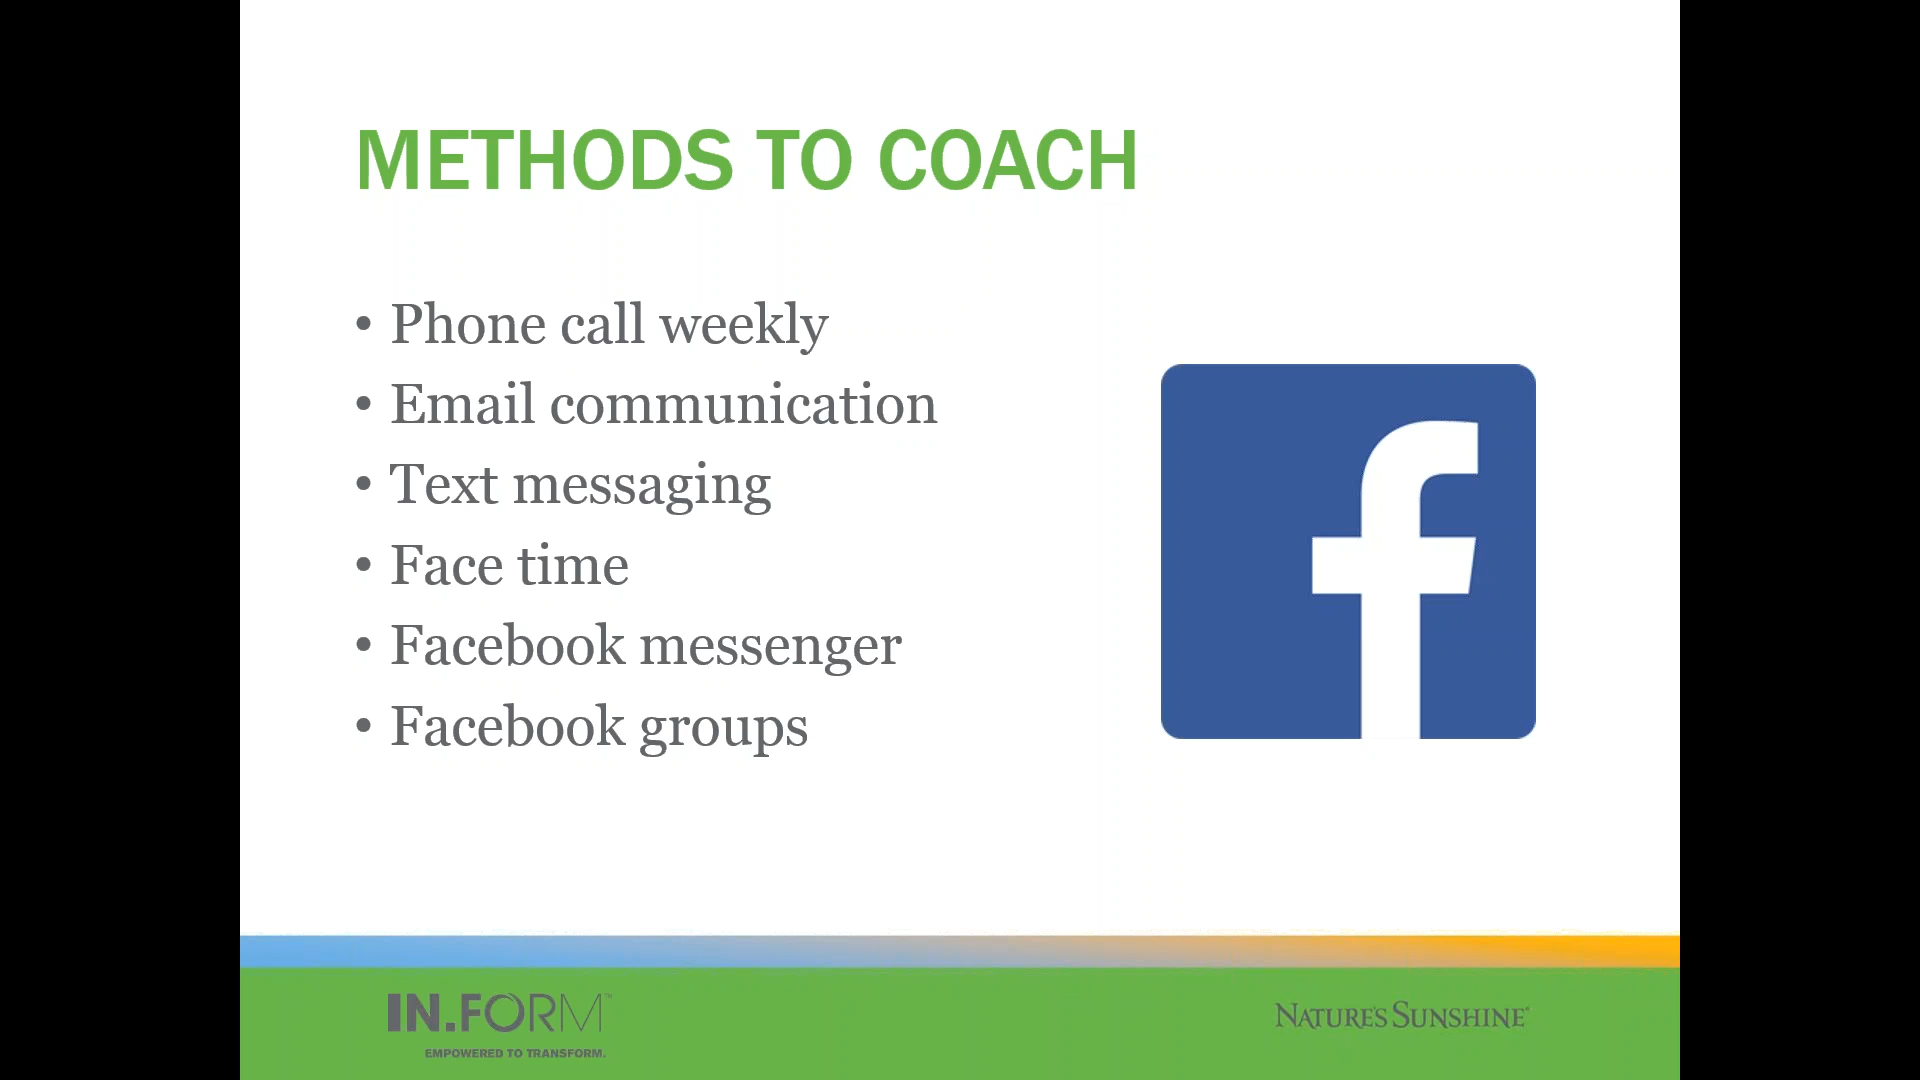 METHODS TO COACH
• Phone call weekly
• Email communication
• Text messaging
• Face time
• Facebook messenger
• Facebook groups
f
IN.FORM™
EMPOWERED TO TRANSFORM.
NATURE'S SUNSHINE®